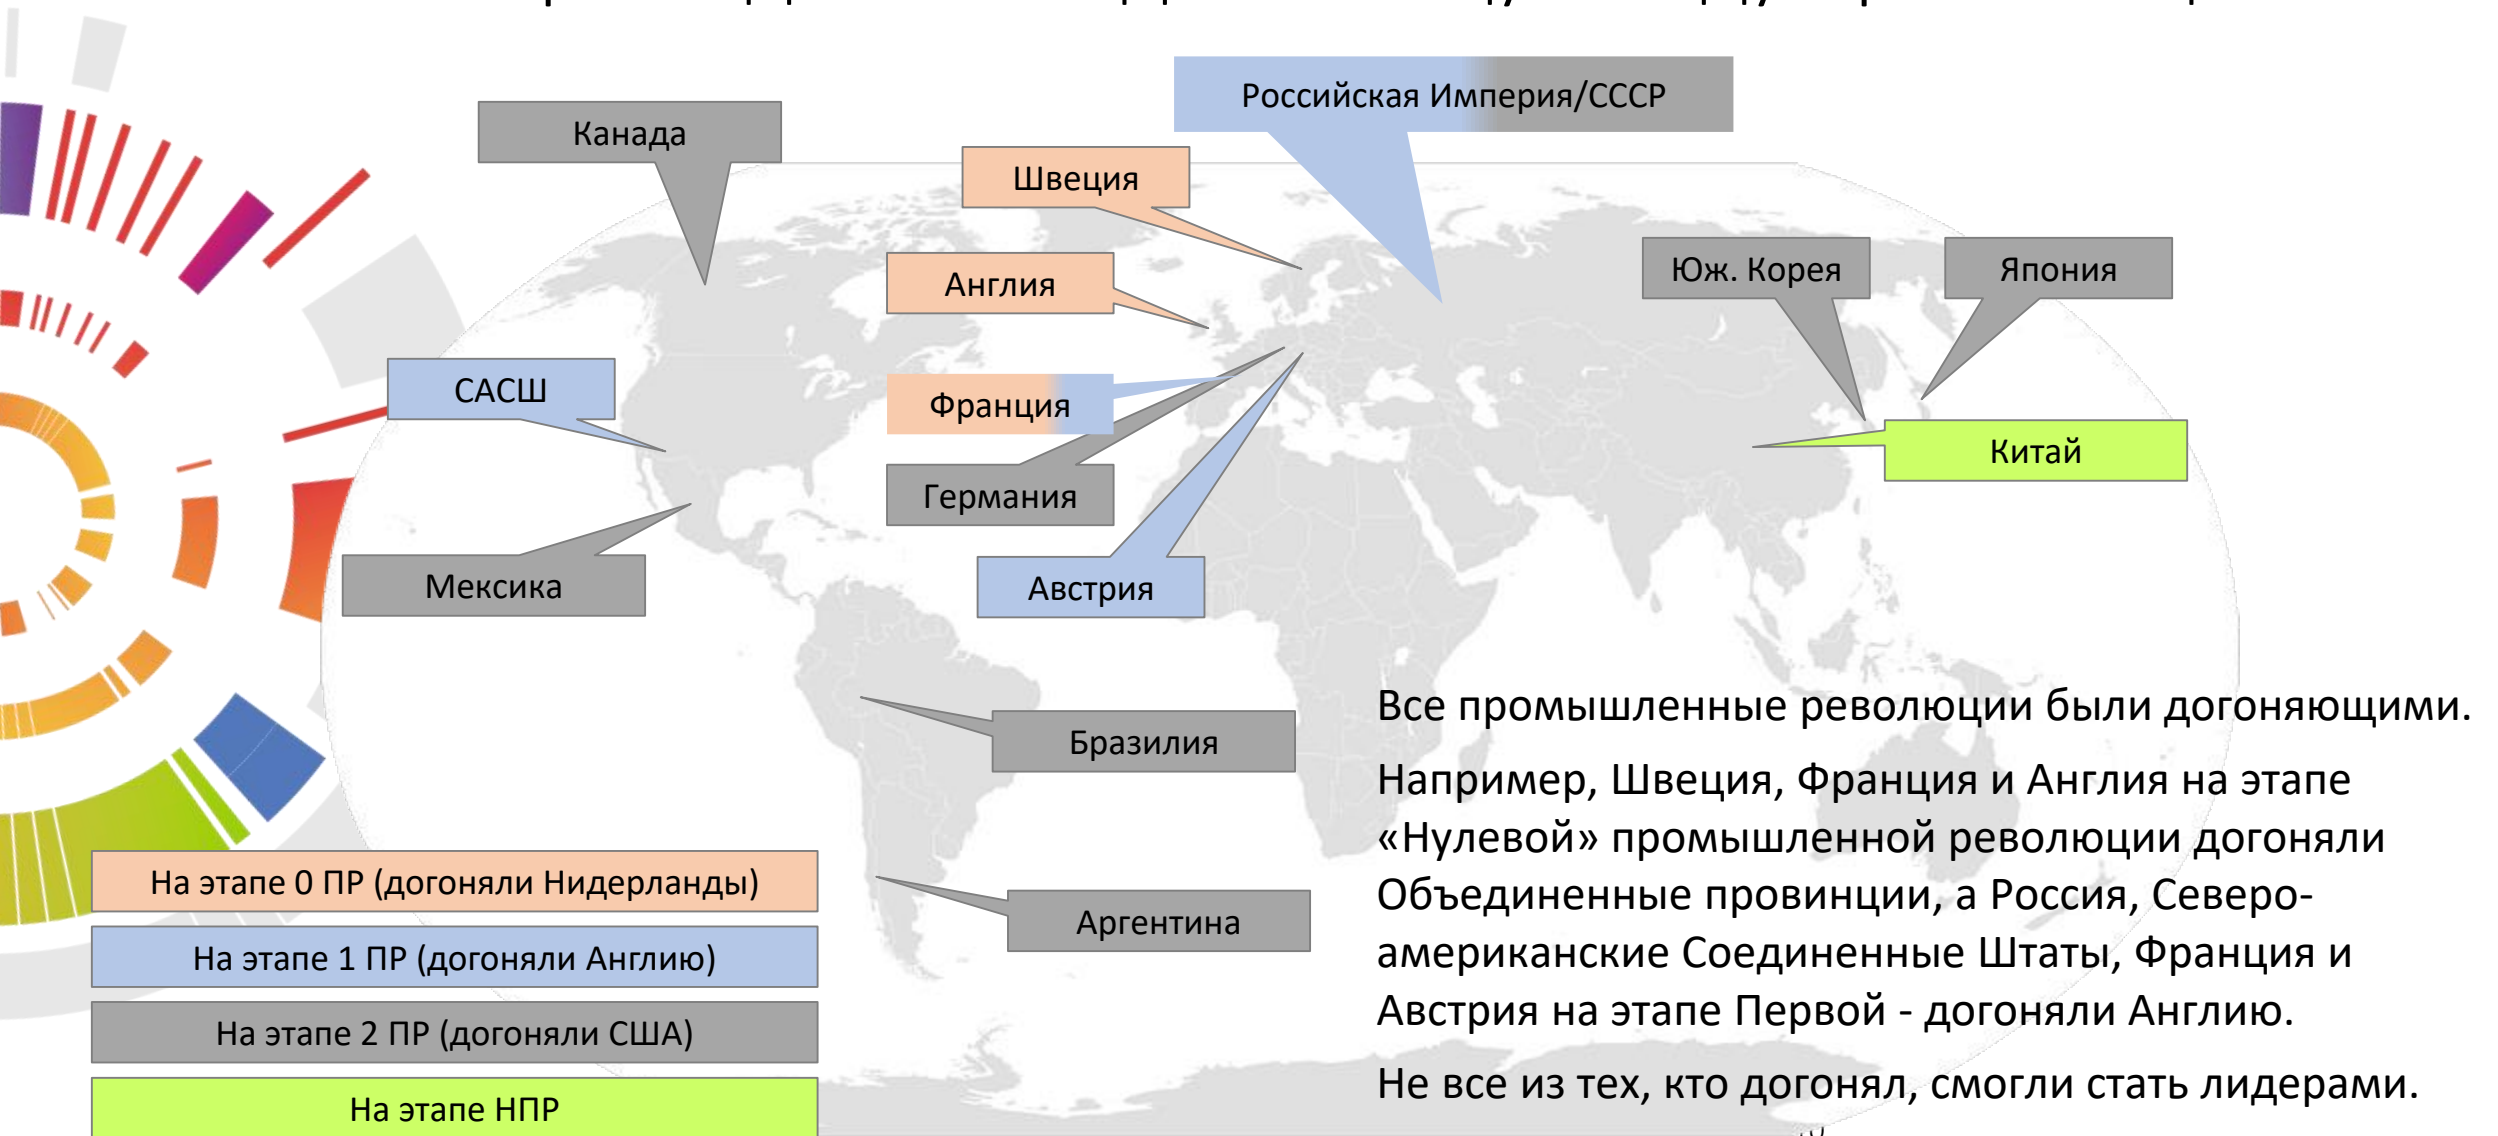 Российская Империя/СССР
Канада
Швеция
Англия
Юж. Корея
Япония
САСШ
Франция
Китай
Германия
Мексика
Австрия
Бразилия
Аргентина
Все промышленные революции были догоняющими.
Например, Швеция, Франция и Англия на этапе
«Нулевой» промышленной революции догоняли
Объединенные провинции, а Россия, Северо-
американские Соединенные Штаты, Франция и
Австрия на этапе Первой - догоняли Англию.
Не все из тех, кто догонял, смогли стать лидерами.
На этапе 0 ПР (догоняли Нидерланды)
На этапе 1 ПР (догоняли Англию)
На этапе 2 ПР (догоняли США)
На этапе НПР